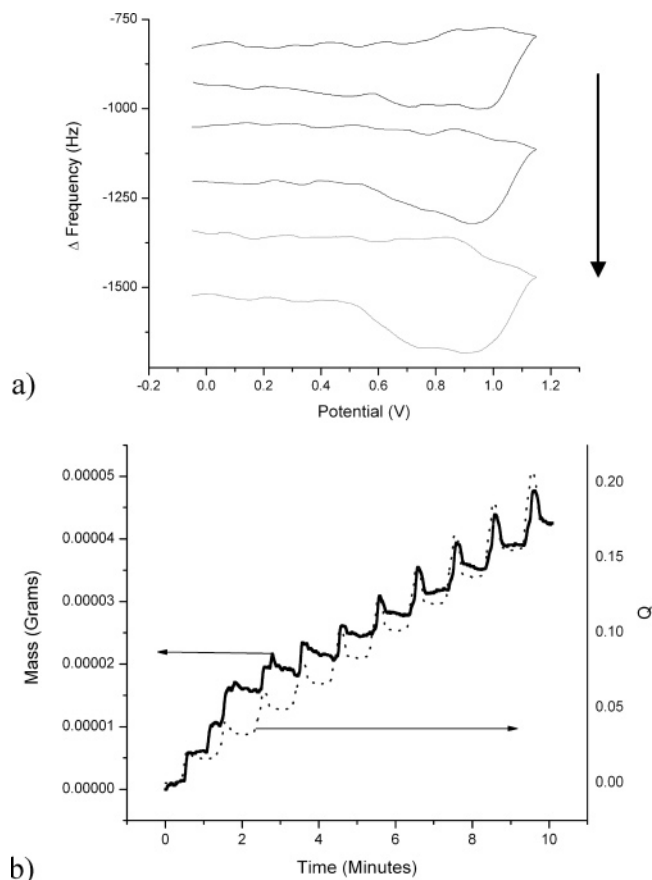 -750
-1000
-1250
-1500
Δ Frequency (Hz)
-0.2 0.0 0.2 0.4 0.6 0.8 1.0 1.2
Potential (V)
a)
0.00005
0.00004
0.00003
0.00002
0.00001
0.00000
Mass (Grams)
0.20
0.15
0.10
0.05
0.00
Q
0 2 4 6 8 10
Time (Minutes)
b)